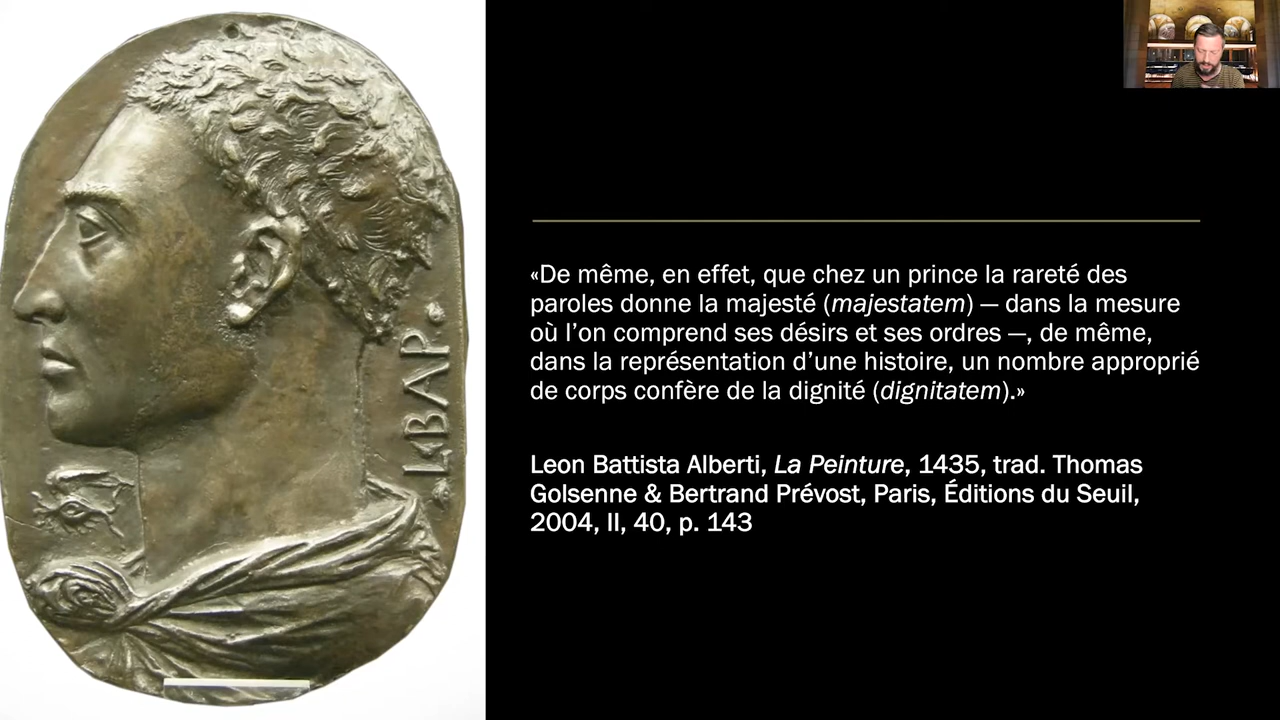 L·BAP·
«De même, en effet, que chez un prince la rareté des
paroles donne la majesté (majestatem) — dans la mesure
où l’on comprend ses désirs et ses ordres —, de même,
dans la représentation d’une histoire, un nombre approprié
de corps confère de la dignité (dignitatem).»
Leon Battista Alberti, La Peinture, 1435, trad. Thomas
Golsenne & Bertrand Prévost, Paris, Éditions du Seuil,
2004, II, 40, p. 143